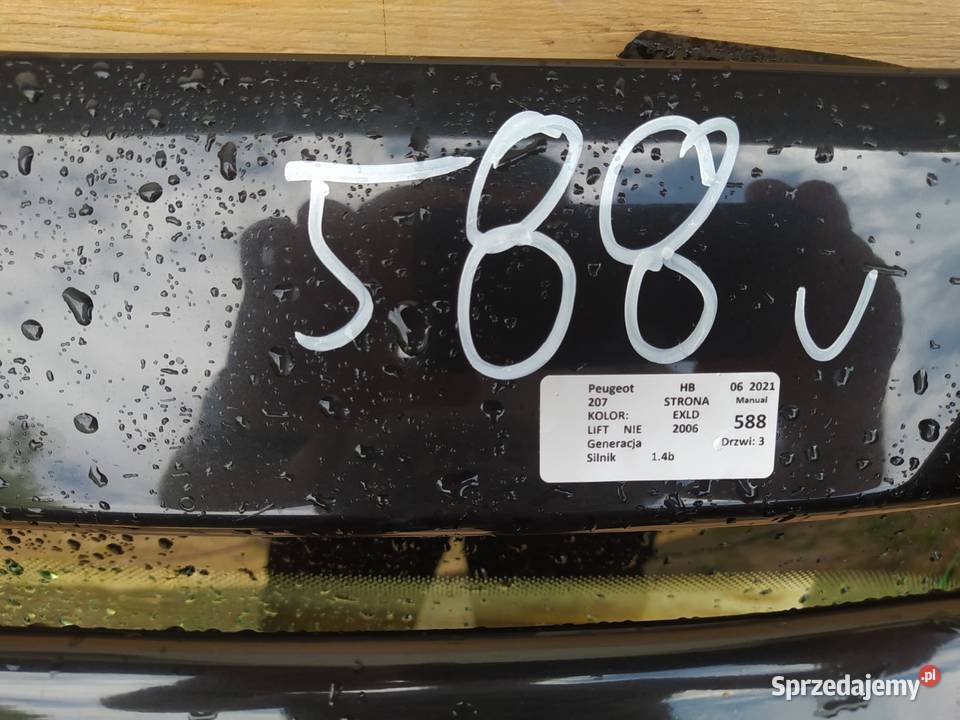 588 V
Peugeot HB 06 2021
207 STRONA Manual
KOLOR: EXLD
LIFT NIE 2006 588
Generacja Drzwi: 3
Silnik 1.4b
Sprzedajemy.pl